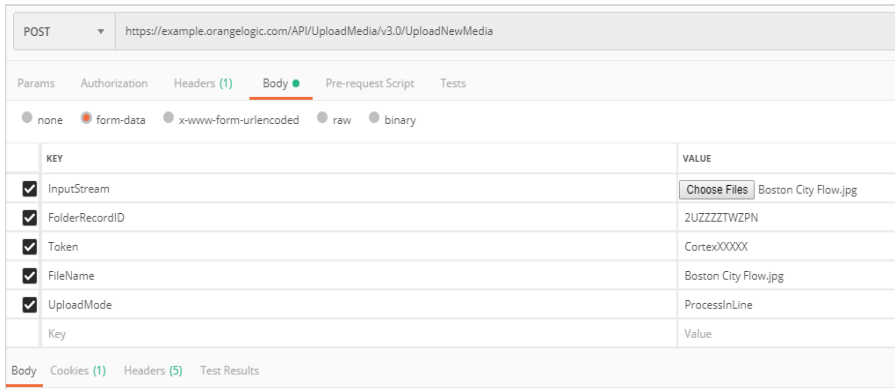 POST https://example.orangelogic.com/API/UploadMedia/v3.0/UploadNewMedia
Params Authorization Headers (1) Body Pre-request Script Tests
none form-data x-www-form-urlencoded raw binary
KEY VALUE
InputStream Choose Files Boston City Flow.jpg
FolderRecordID 2UZZZZTWZPN
Token CortexXXXXX
FileName Boston City Flow.jpg
UploadMode ProcessInLine
Key Value
Body Cookies (1) Headers (5) Test Results